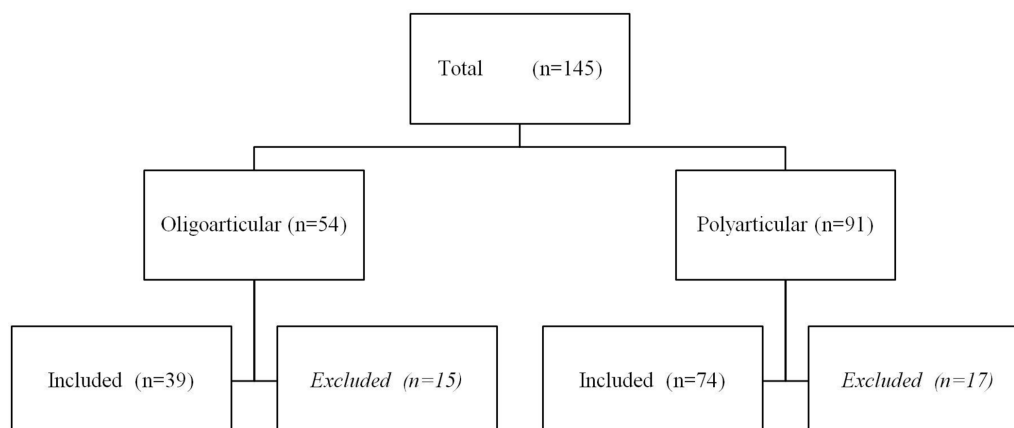 Total (n=145)
Oligoarticular (n=54)
Polyarticular (n=91)
Included (n=39)
Excluded (n=15)
Included (n=74)
Excluded (n=17)